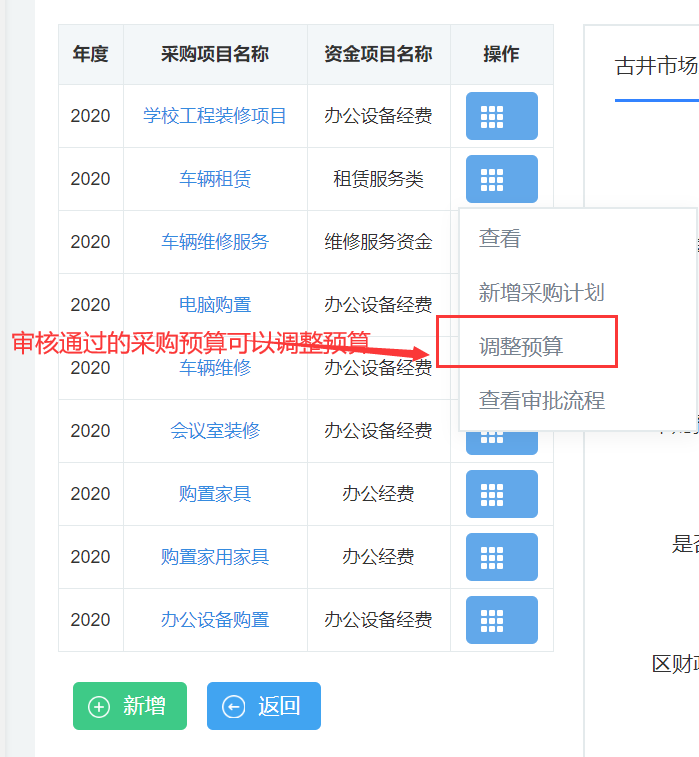 年度 采购项目名称 资金项目名称 操作
古井市场
2020 学校工程装修项目 办公设备经费
2020 车辆租赁 租赁服务类
查看
2020 车辆维修服务 维修服务资金
新增采购计划
2020 电脑购置 办公设备经费
审核通过的采购预算可以调整预算
调整预算
2020 车辆维修 办公设备经费
查看审批流程
2020 会议室装修 办公设备经费
2020 购置家具 办公经费
2020 购置家用家具 办公经费
是否
2020 办公设备购置 办公设备经费
区财政
新增 返回